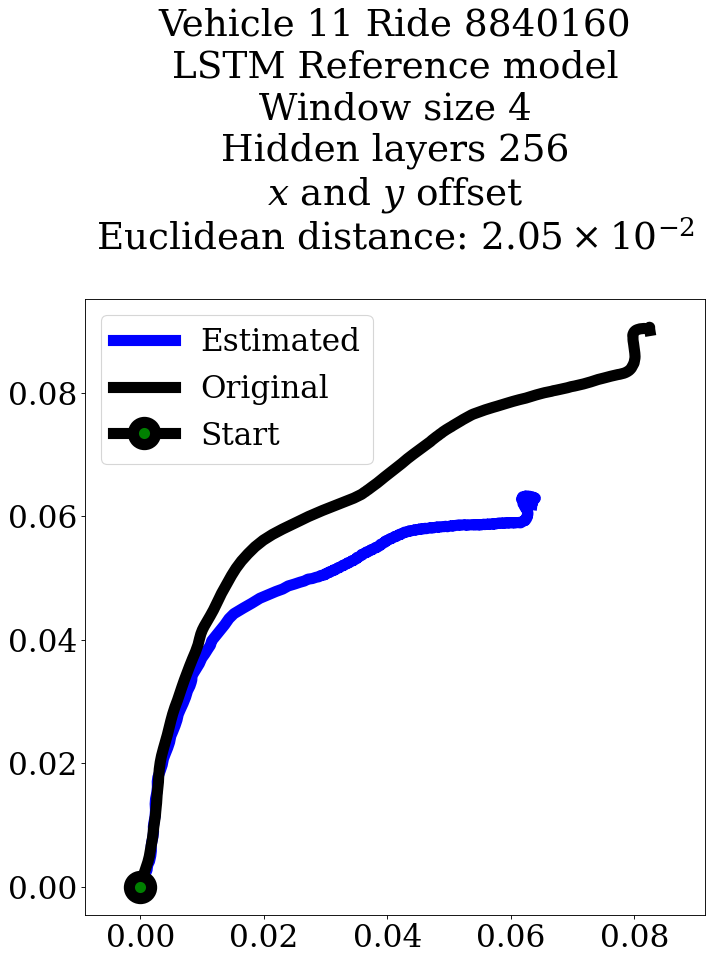 Vehicle 11 Ride 8840160
LSTM Reference model
Window size 4
Hidden layers 256
x and y offset
Euclidean distance: 2.05 × 10⁻²
Estimated
Original
Start
0.08
0.06
0.04
0.02
0.00
0.00 0.02 0.04 0.06 0.08